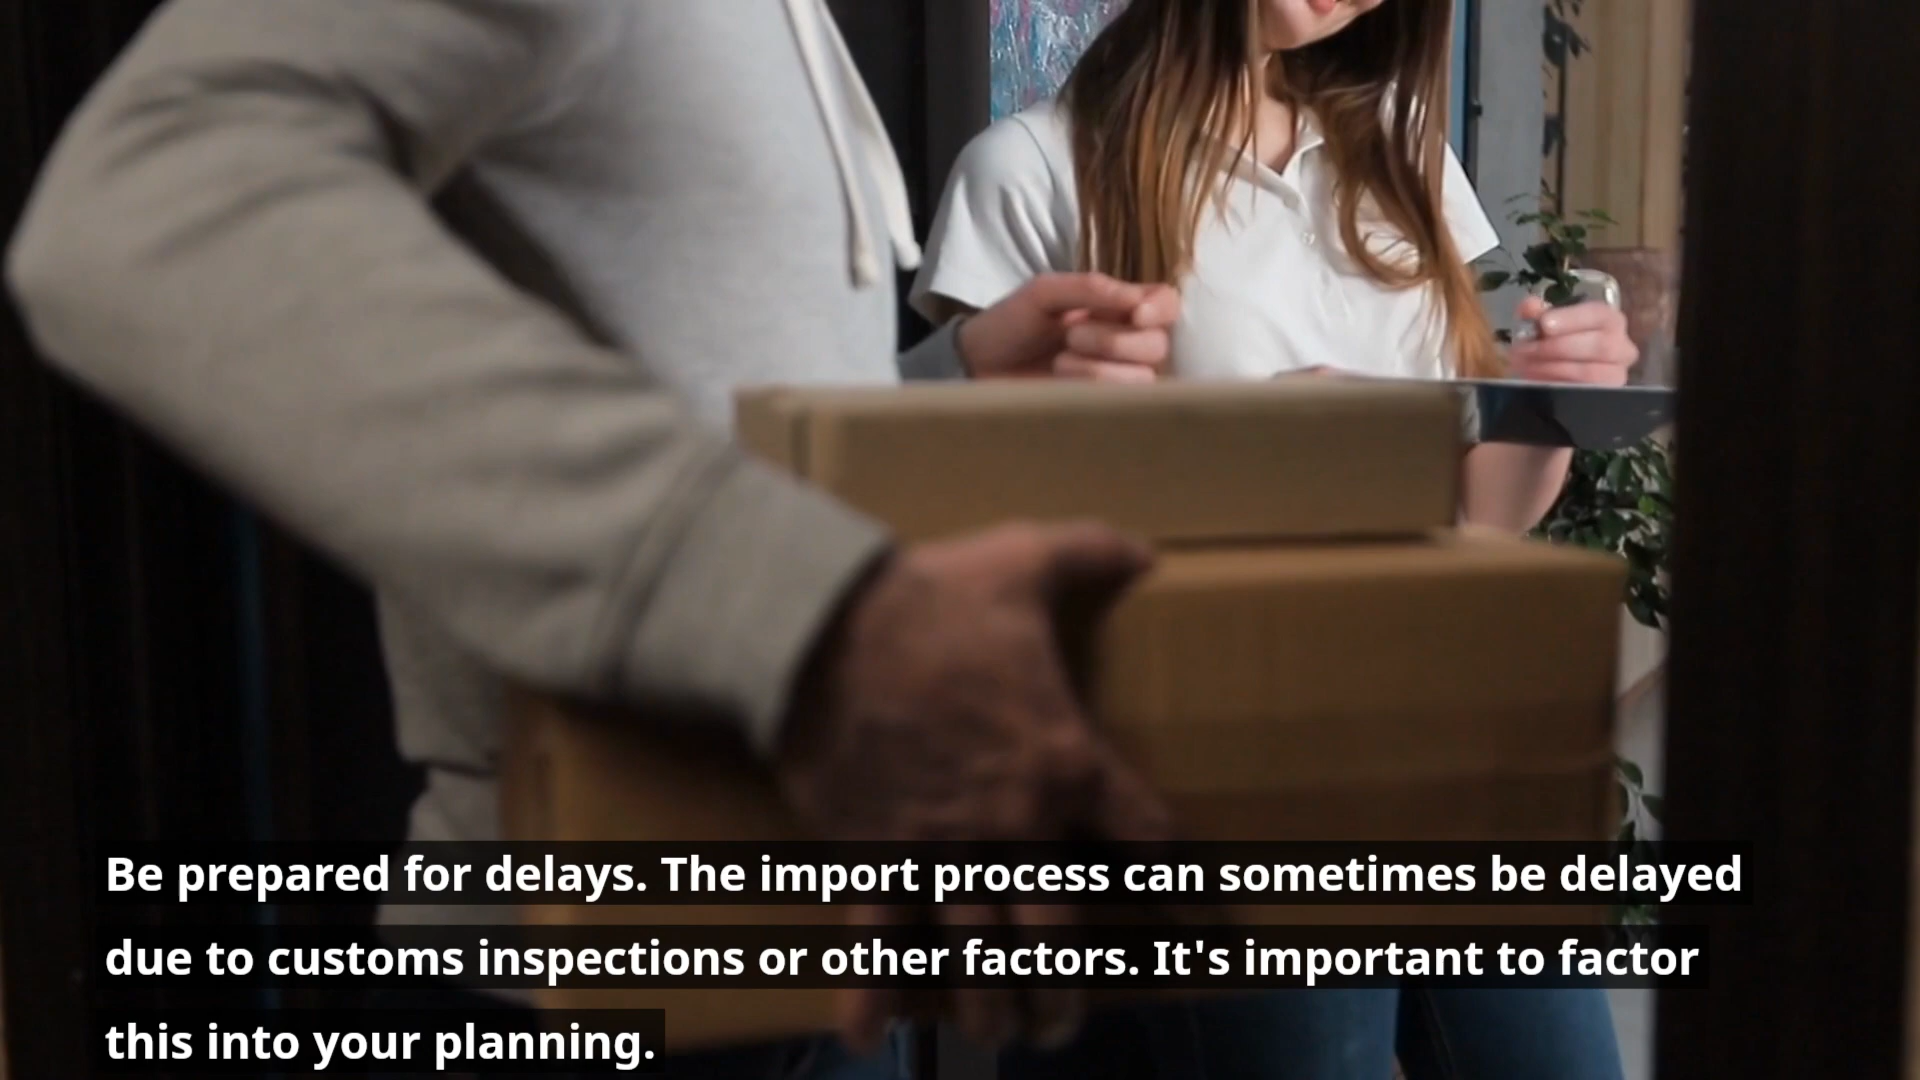 Be prepared for delays. The import process can sometimes be delayed
due to customs inspections or other factors. It's important to factor
this into your planning.